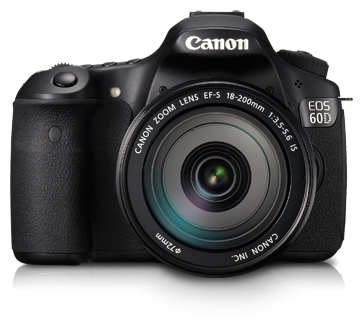 Canon
EOS
60D
CANON ZOOM LENS EF-S 18-200mm 1:3.5-5.6 IS
CANON INC.
Φ72mm